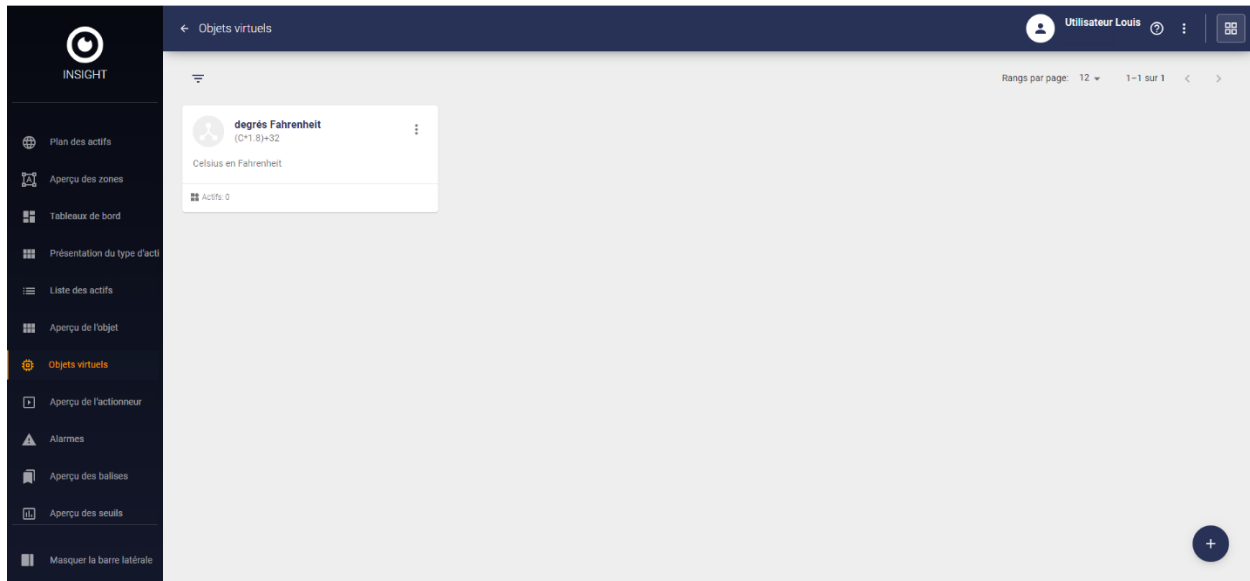 INSIGHT
Plan des actifs
Aperçu des zones
Tableaux de bord
Présentation du type d'acti
Liste des actifs
Aperçu de l'objet
Objets virtuels
Aperçu de l'actionneur
Alarmes
Aperçu des balises
Aperçu des seuils
Masquer la barre latérale
Objets virtuels
Utilisateur Louis
Rangs par page: 12 1–1 sur 1
degrés Fahrenheit
(C*1.8)+32
Celsius en Fahrenheit
Actifs: 0